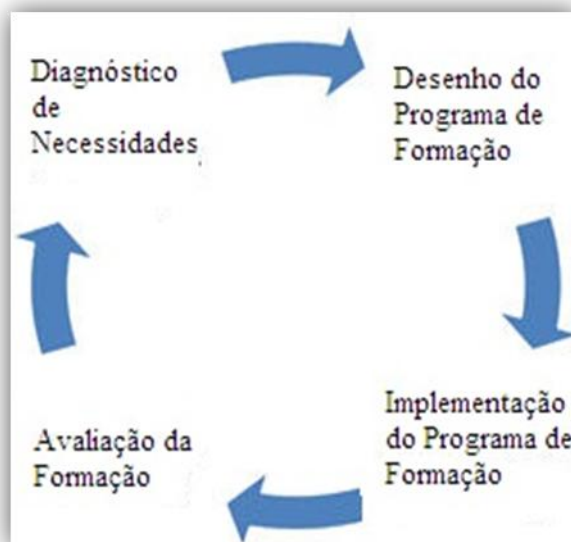 Diagnóstico
de
Necessidades
Desenho do
Programa de
Formação
Implementação
do Programa de
Formação
Avaliação da
Formação